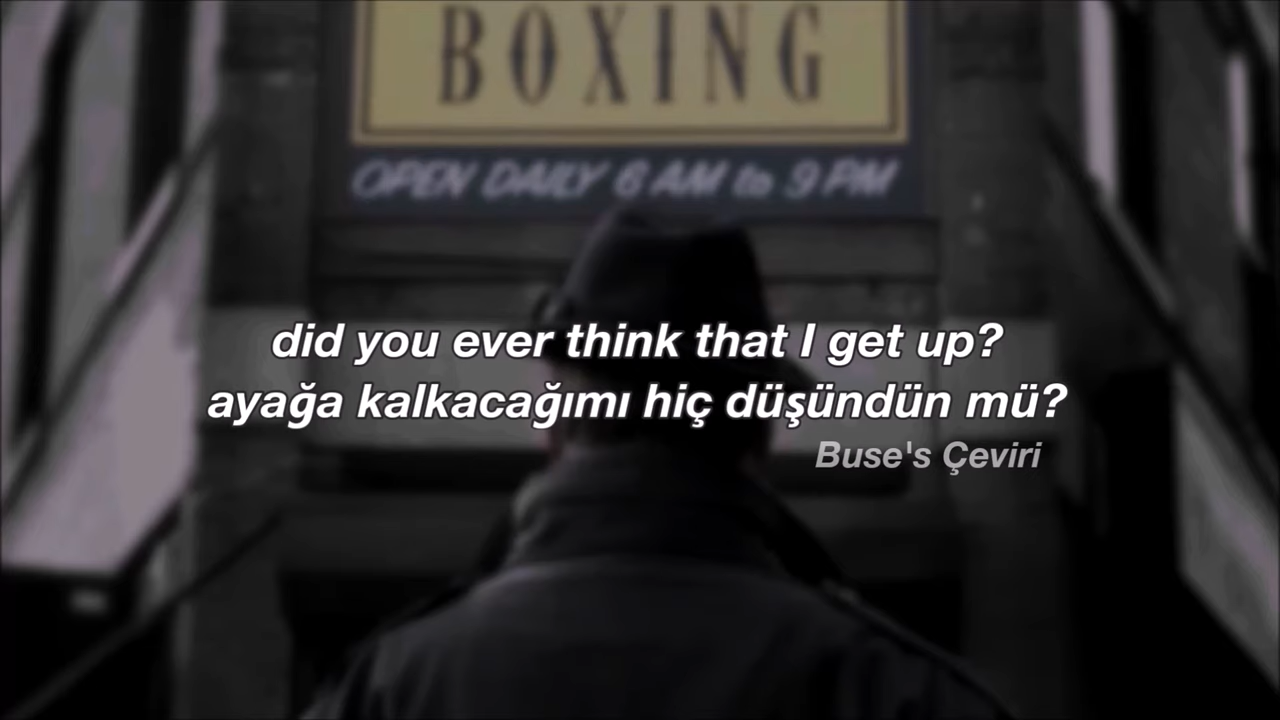 BOXING
OPEN DAILY 6 AM to 9 PM
did you ever think that I get up?
ayağa kalkacağımı hiç düşündün mü?
Buse's Çeviri